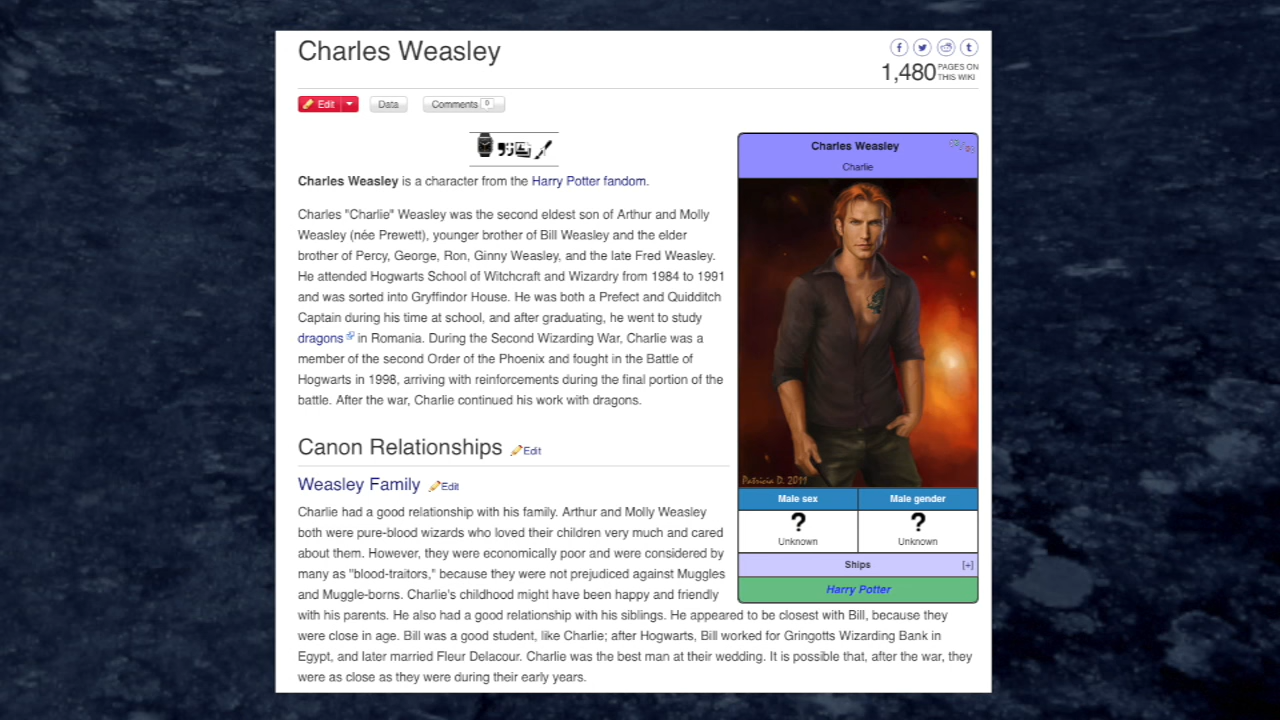 Charles Weasley
1,480 PAGES ON THIS WIKI
Edit
Data
Comments 0
Charles Weasley is a character from the Harry Potter fandom.
Charles "Charlie" Weasley was the second eldest son of Arthur and Molly
Weasley (née Prewett), younger brother of Bill Weasley and the elder
brother of Percy, George, Ron, Ginny Weasley, and the late Fred Weasley.
He attended Hogwarts School of Witchcraft and Wizardry from 1984 to 1991
and was sorted into Gryffindor House. He was both a Prefect and Quidditch
Captain during his time at school, and after graduating, he went to study
dragons in Romania. During the Second Wizarding War, Charlie was a
member of the second Order of the Phoenix and fought in the Battle of
Hogwarts in 1998, arriving with reinforcements during the final portion of the
battle. After the war, Charlie continued his work with dragons.
Charles Weasley
Charlie
Patricia D. 2011
Male sex
Male gender
?
?
Unknown
Unknown
Ships [+]
Harry Potter
Canon Relationships Edit
Weasley Family Edit
Charlie had a good relationship with his family. Arthur and Molly Weasley
both were pure-blood wizards who loved their children very much and cared
about them. However, they were economically poor and were considered by
many as "blood-traitors," because they were not prejudiced against Muggles
and Muggle-borns. Charlie's childhood might have been happy and friendly
with his parents. He also had a good relationship with his siblings. He appeared to be closest with Bill, because they
were close in age. Bill was a good student, like Charlie; after Hogwarts, Bill worked for Gringotts Wizarding Bank in
Egypt, and later married Fleur Delacour. Charlie was the best man at their wedding. It is possible that, after the war, they
were as close as they were during their early years.